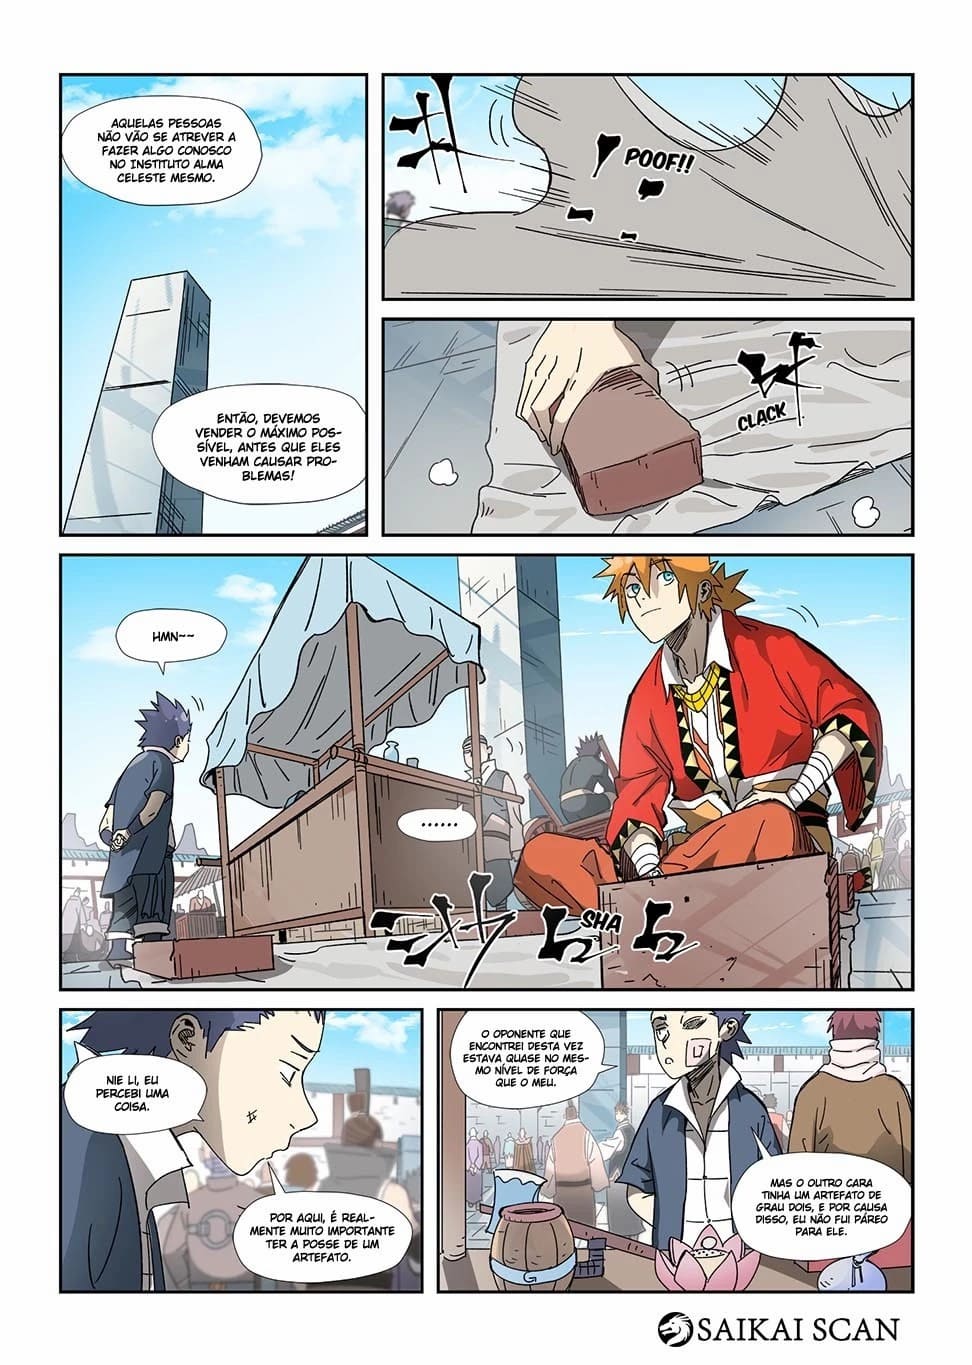 AQUELAS PESSOAS
NÃO VÃO SE ATREVER A
FAZER ALGO CONOSCO
NO INSTITUTO ALMA
CELESTE MESMO.
ENTÃO, DEVEMOS
VENDER O MÁXIMO POS-
SÍVEL, ANTES QUE ELES
VENHAM CAUSAR PRO-
BLEMAS!
POOF!!
CLACK
HMN~~
......
SHA
NIE LI, EU
PERCEBI UMA
COISA.
POR AQUI, É REAL-
MENTE MUITO IMPORTANTE
TER A POSSE DE UM
ARTEFATO.
O OPONENTE QUE
ENCONTREI DESTA VEZ
ESTAVA QUASE NO MES-
MO NÍVEL DE FORÇA
QUE O MEU.
MAS O OUTRO CARA
TINHA UM ARTEFATO DE
GRAU DOIS, E POR CAUSA
DISSO, EU NÃO FUI PÁREO
PARA ELE.
SAIKAI SCAN